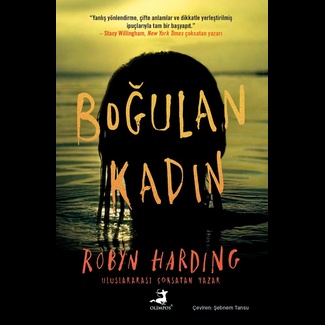 "Yanlış yönlendirme, çifte anlamlar ve dikkatle yerleştirilmiş
ipuçlarıyla tam bir başyapıt."
– Stacy Willingham, New York Times çoksatan yazarı
BOĞULAN
KADIN
ROBYN HARDING
ULUSLARARASI ÇOKSATAN YAZAR
OLIMPOS
Çeviren: Şebnem Tansu